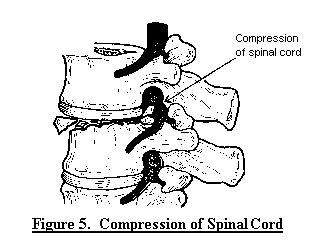 Compression
of spinal cord
Figure 5. Compression of Spinal Cord